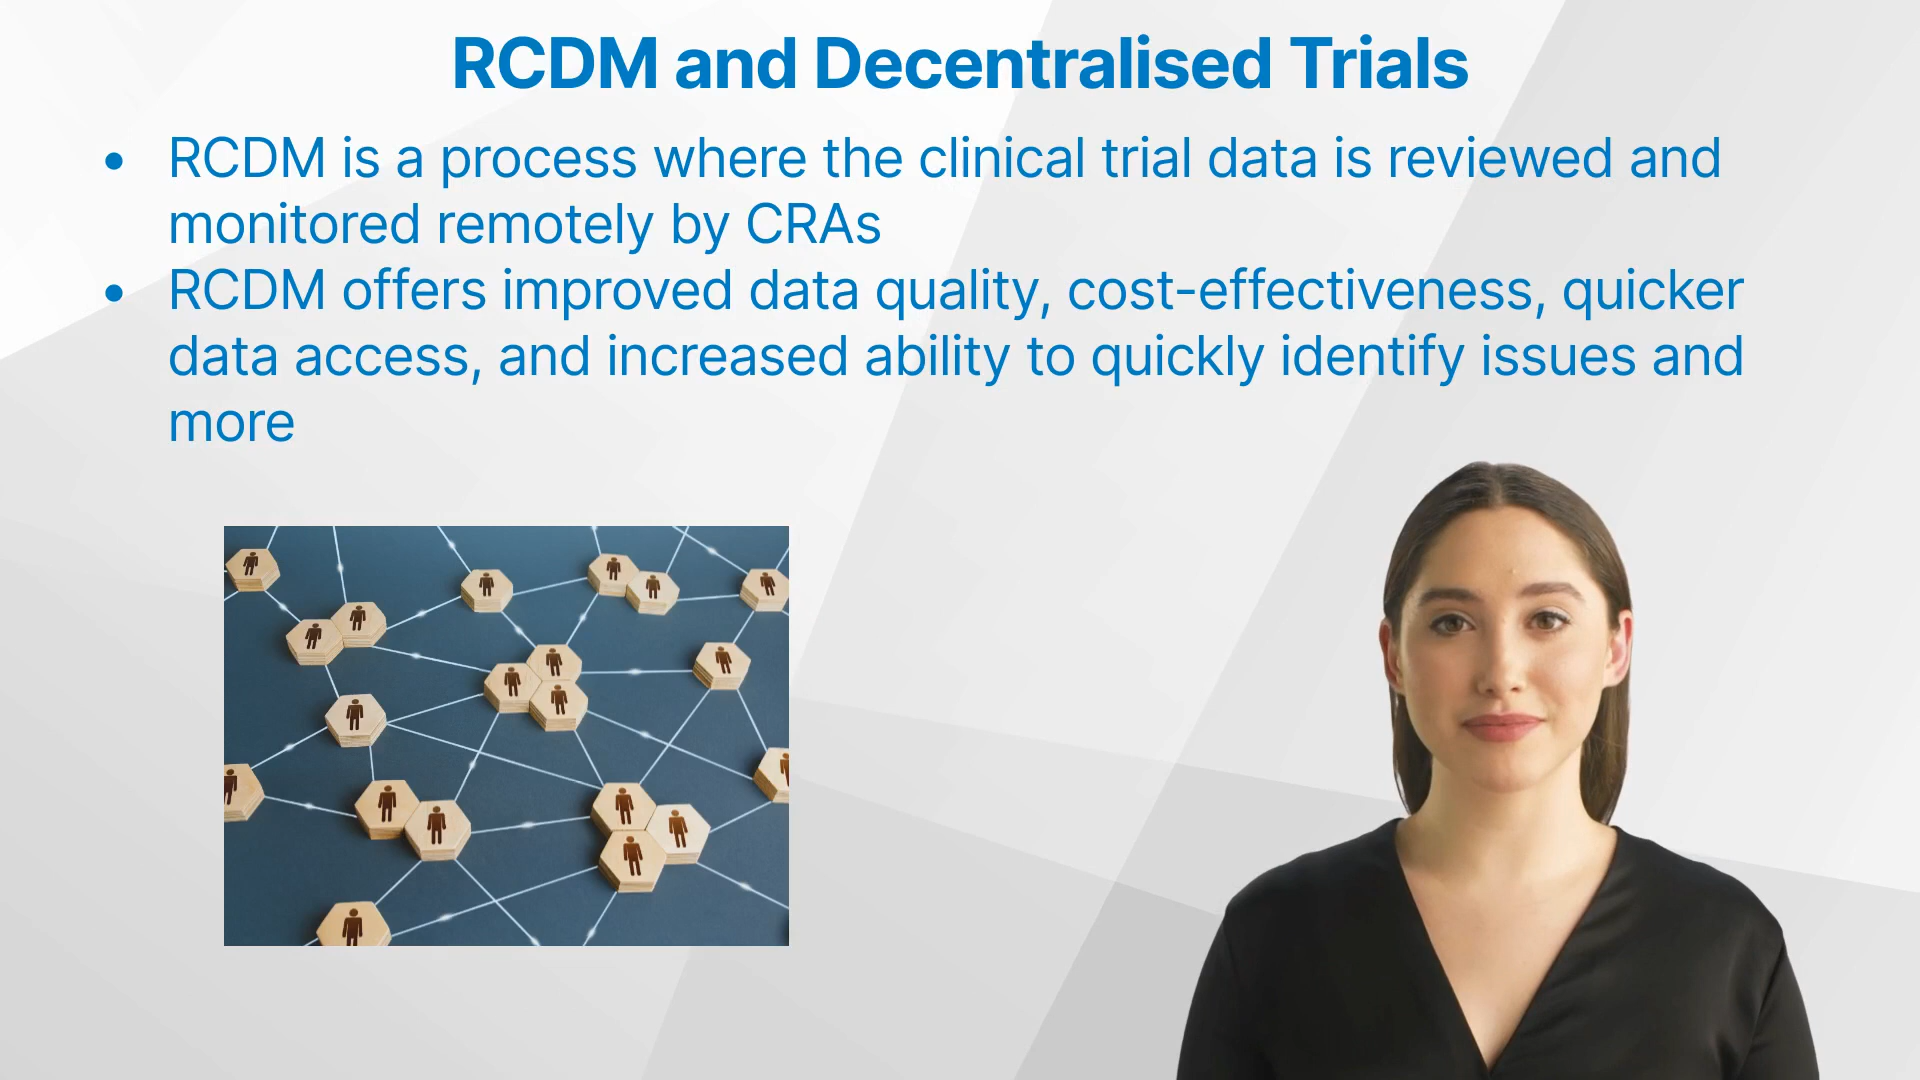 RCDM and Decentralised Trials
• RCDM is a process where the clinical trial data is reviewed and
monitored remotely by CRAs
• RCDM offers improved data quality, cost-effectiveness, quicker
data access, and increased ability to quickly identify issues and
more